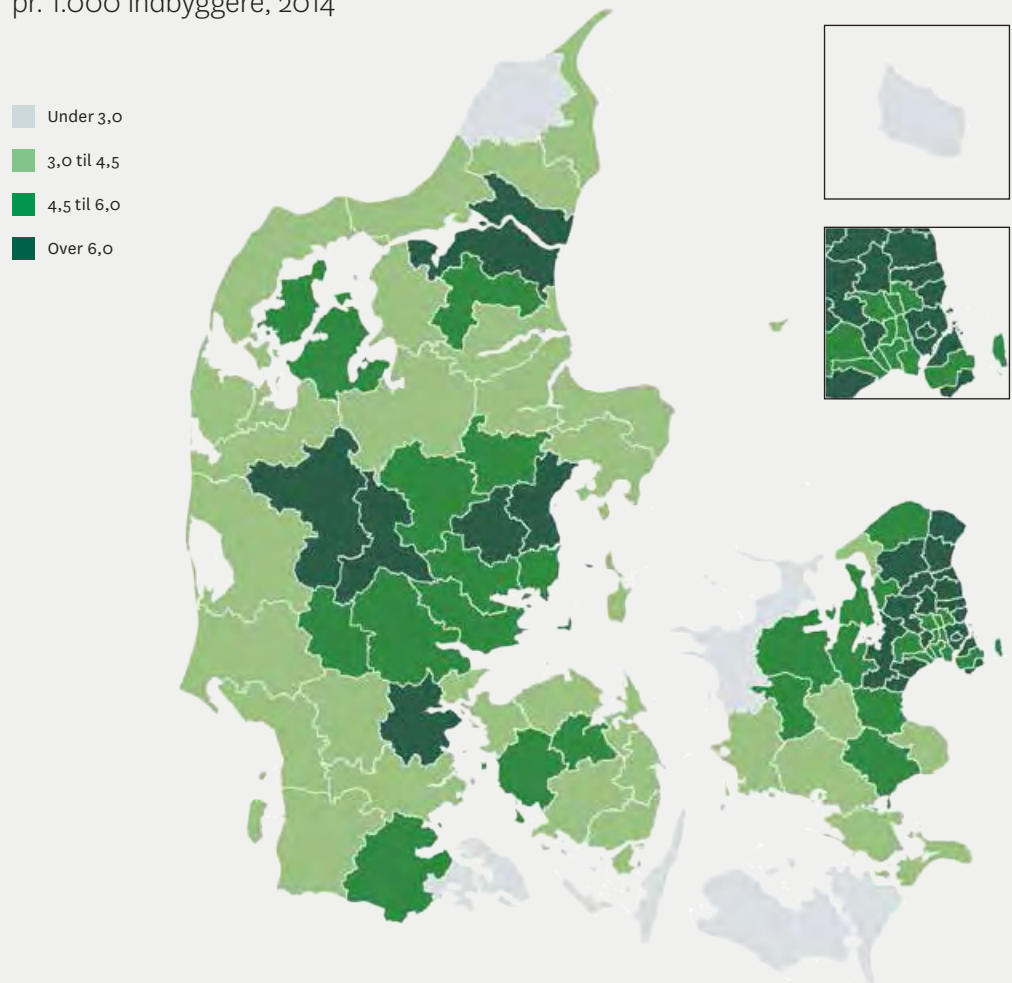 pr. 1.000 indbyggere, 2014
Under 3,0
3,0 til 4,5
4,5 til 6,0
Over 6,0